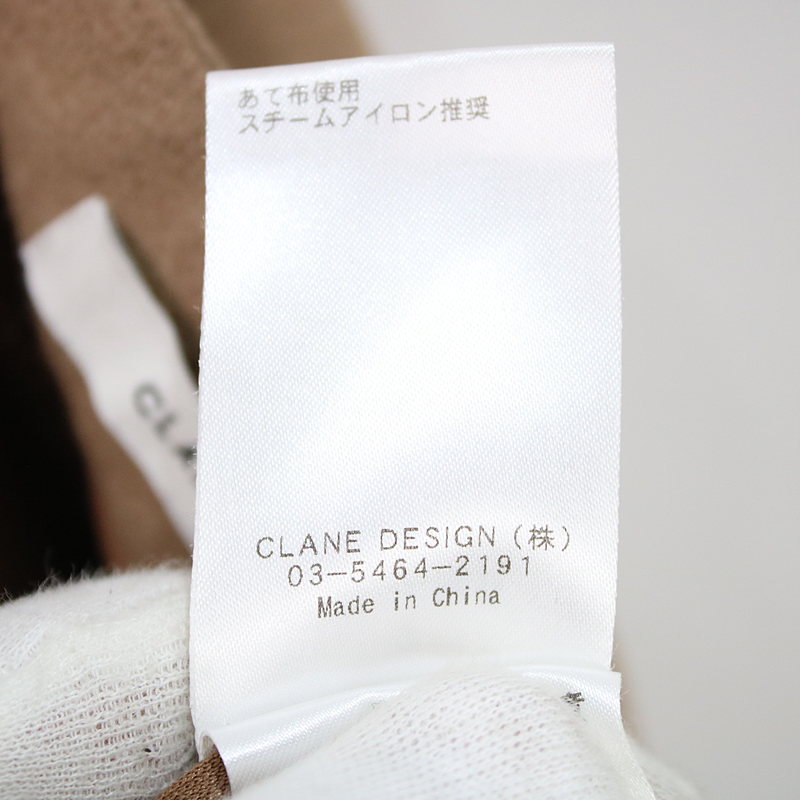 あて布使用
スチームアイロン推奨
CLANE DESIGN (株)
03-5464-2191
Made in China
CLA